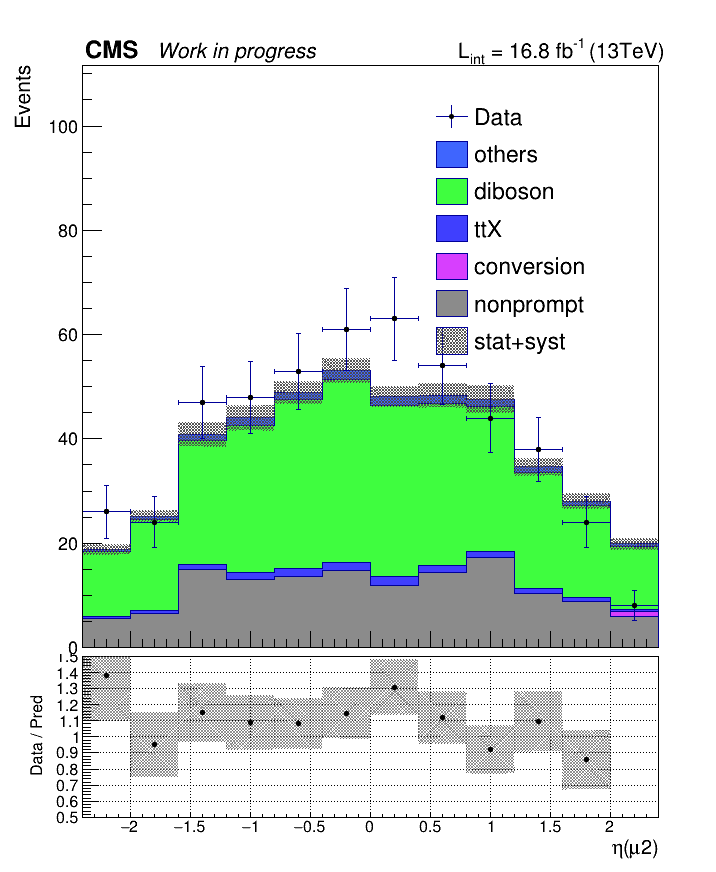 CMS Work in progress L_int = 16.8 fb⁻¹ (13TeV)
Events
100
80
60
40
20
0
Data
others
diboson
ttX
conversion
nonprompt
stat+syst
Data / Pred
1.5
1.4
1.3
1.2
1.1
1
0.9
0.8
0.7
0.6
0.5
−2 −1.5 −1 −0.5 0 0.5 1 1.5 2
η(μ2)